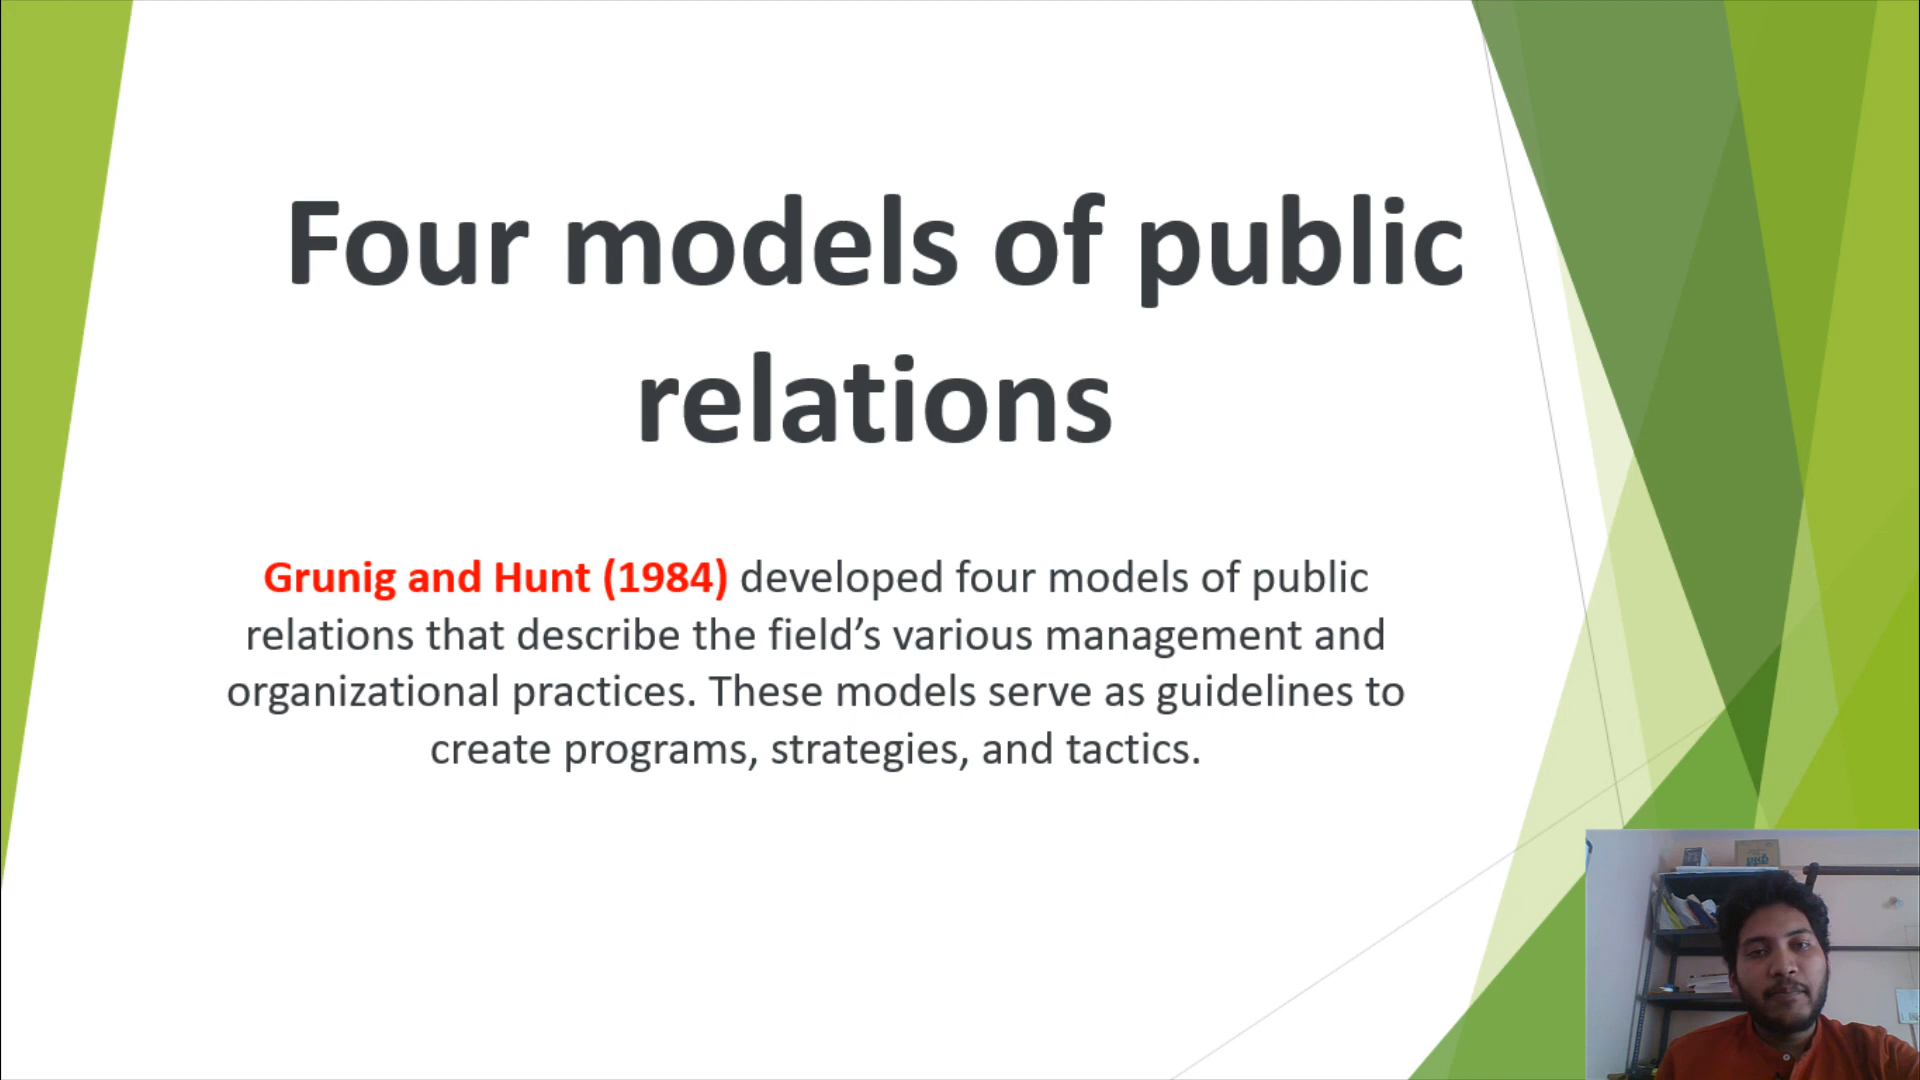 Four models of public
relations
Grunig and Hunt (1984) developed four models of public
relations that describe the field’s various management and
organizational practices. These models serve as guidelines to
create programs, strategies, and tactics.